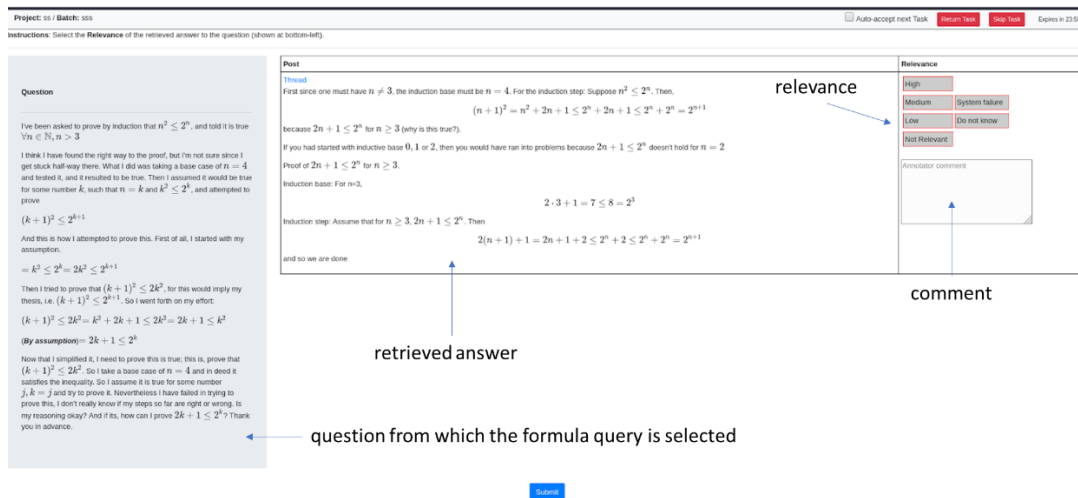 Project: ss / Batch: sss
Auto-accept next Task
Return Task
Skip Task
Expires in 23:5
Instructions: Select the Relevance of the retrieved answer to the question (shown at bottom-left).
Question
I've been asked to prove by induction that n² ≤ 2ⁿ, and told it is true
∀n ∈ ℕ, n > 3
I think I have found the right way to the proof, but i'm not sure since I
get stuck half-way there. What I did was taking a base case of n = 4
and tested it, and it resulted to be true. Then I assumed it would be true
for some number k, such that n = k and k² ≤ 2ᵏ, and attempted to
prove
(k + 1)² ≤ 2ᵏ⁺¹
And this is how I attempted to prove this. First of all, I started with my
assumption.
= k² ≤ 2ᵏ= 2k² ≤ 2ᵏ⁺¹
Then I tried to prove that (k + 1)² ≤ 2k², for this would imply my
thesis, i.e. (k + 1)² ≤ 2ᵏ⁺¹. So I went forth on my effort:
(k + 1)² ≤ 2k²= k² + 2k + 1 ≤ 2k²= 2k + 1 ≤ k²
(By assumption)= 2k + 1 ≤ 2ᵏ
Now that I simplified it, I need to prove this is true; this is, prove that
(k + 1)² ≤ 2k². So I take a base case of n = 4 and in deed it
satisfies the inequality. So I assume it is true for some number
j, k = j and try to prove it. Nevertheless I have failed in trying to
prove this, I don't really know if my steps so far are right or wrong. Is
my reasoning okay? And if its, how can I prove 2k + 1 ≤ 2ᵏ? Thank
you in advance.
Post
Thread
First since one must have n ≠ 3, the induction base must be n = 4. For the induction step: Suppose n² ≤ 2ⁿ. Then,
(n + 1)² = n² + 2n + 1 ≤ 2ⁿ + 2n + 1 ≤ 2ⁿ + 2ⁿ = 2ⁿ⁺¹
because 2n + 1 ≤ 2ⁿ for n ≥ 3 (why is this true?).
If you had started with inductive base 0, 1 or 2, then you would have ran into problems because 2n + 1 ≤ 2ⁿ doesn't hold for n = 2
Proof of 2n + 1 ≤ 2ⁿ for n ≥ 3.
Induction base: For n=3,
2 · 3 + 1 = 7 ≤ 8 = 2³
Induction step: Assume that for n ≥ 3, 2n + 1 ≤ 2ⁿ. Then
2(n + 1) + 1 = 2n + 1 + 2 ≤ 2ⁿ + 2 ≤ 2ⁿ + 2ⁿ = 2ⁿ⁺¹
and so we are done
Relevance
High
Medium
System failure
Low
Do not know
Not Relevant
Annotator comment
relevance
comment
retrieved answer
question from which the formula query is selected
Submit